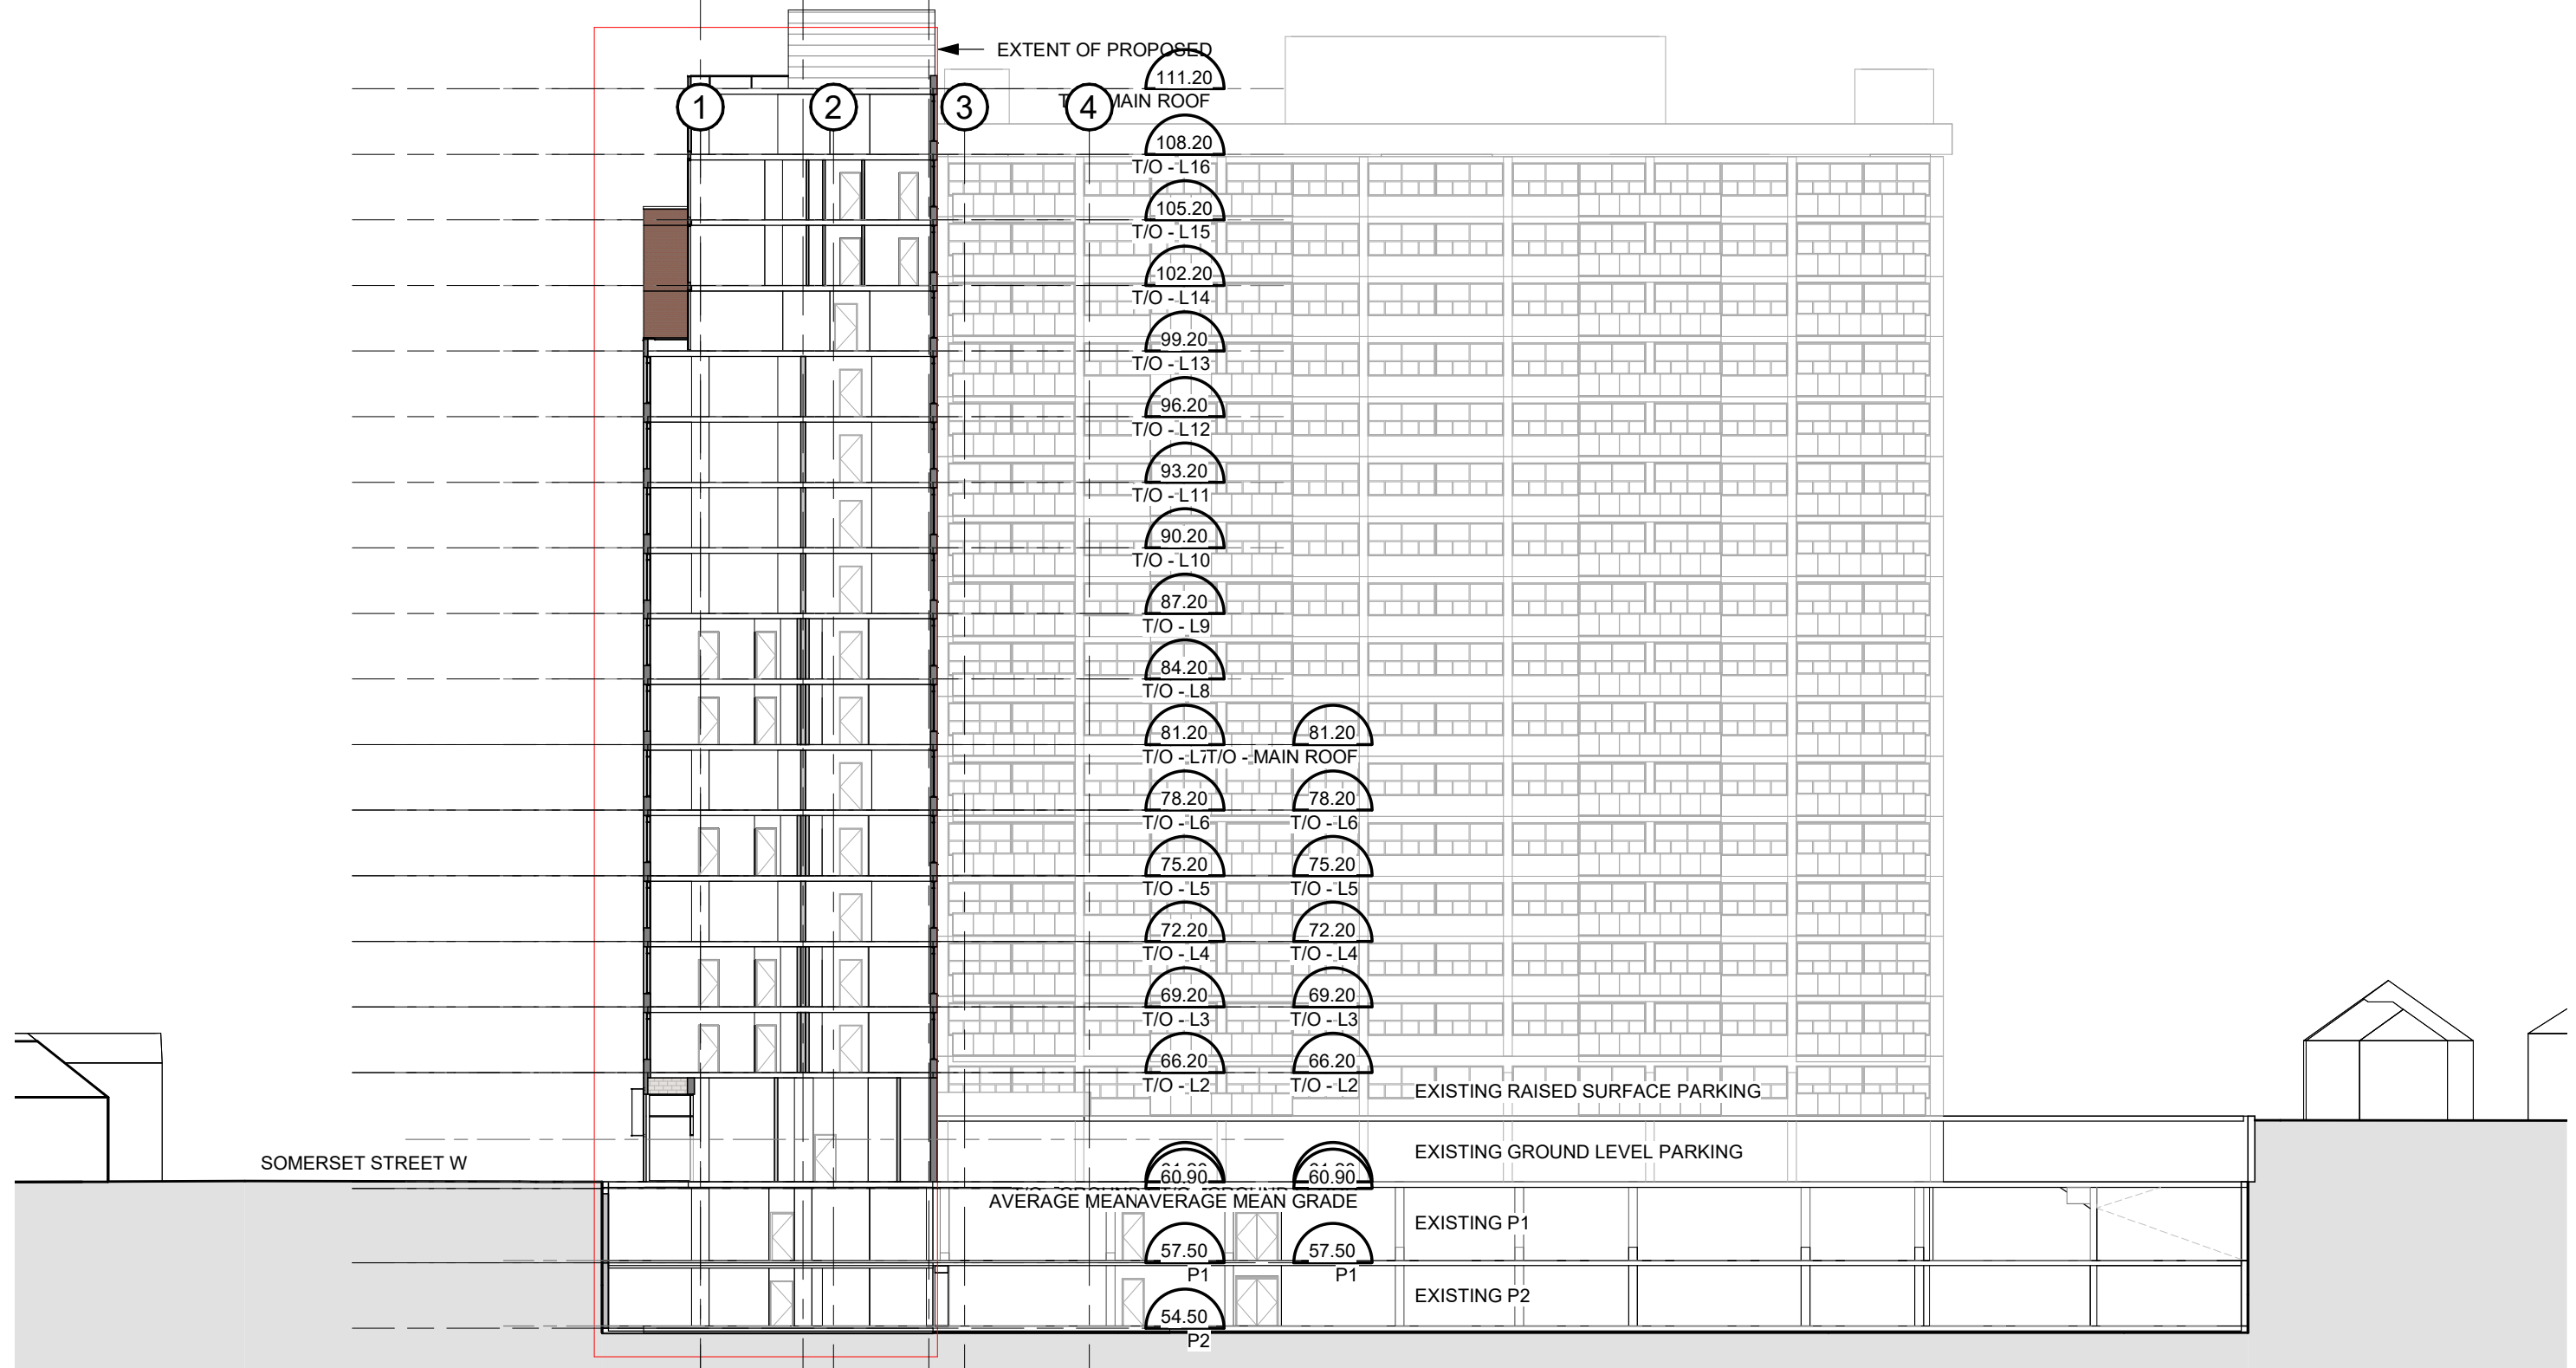 EXTENT OF PROPOSED
111.20
MAIN ROOF
1
2
3
4
108.20
T/O - L16
105.20
T/O - L15
102.20
T/O - L14
99.20
T/O - L13
96.20
T/O - L12
93.20
T/O - L11
90.20
T/O - L10
87.20
T/O - L9
84.20
T/O - L8
81.20 81.20
T/O - L7 T/O - MAIN ROOF
78.20 78.20
T/O - L6 T/O - L6
75.20 75.20
T/O - L5 T/O - L5
72.20 72.20
T/O - L4 T/O - L4
69.20 69.20
T/O - L3 T/O - L3
66.20 66.20
T/O - L2 T/O - L2
EXISTING RAISED SURFACE PARKING
EXISTING GROUND LEVEL PARKING
SOMERSET STREET W
60.90 60.90
AVERAGE MEAN AVERAGE MEAN GRADE
EXISTING P1
57.50 57.50
P1 P1
EXISTING P2
54.50
P2